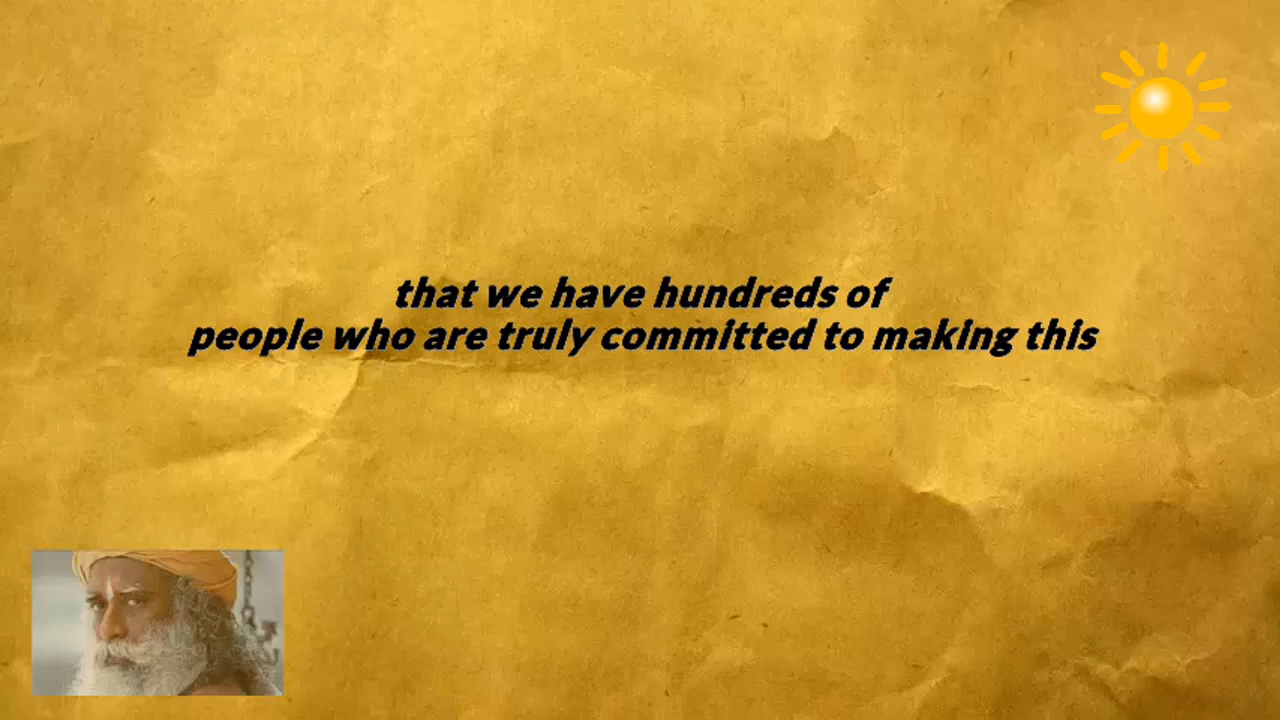 that we have hundreds of
people who are truly committed to making this